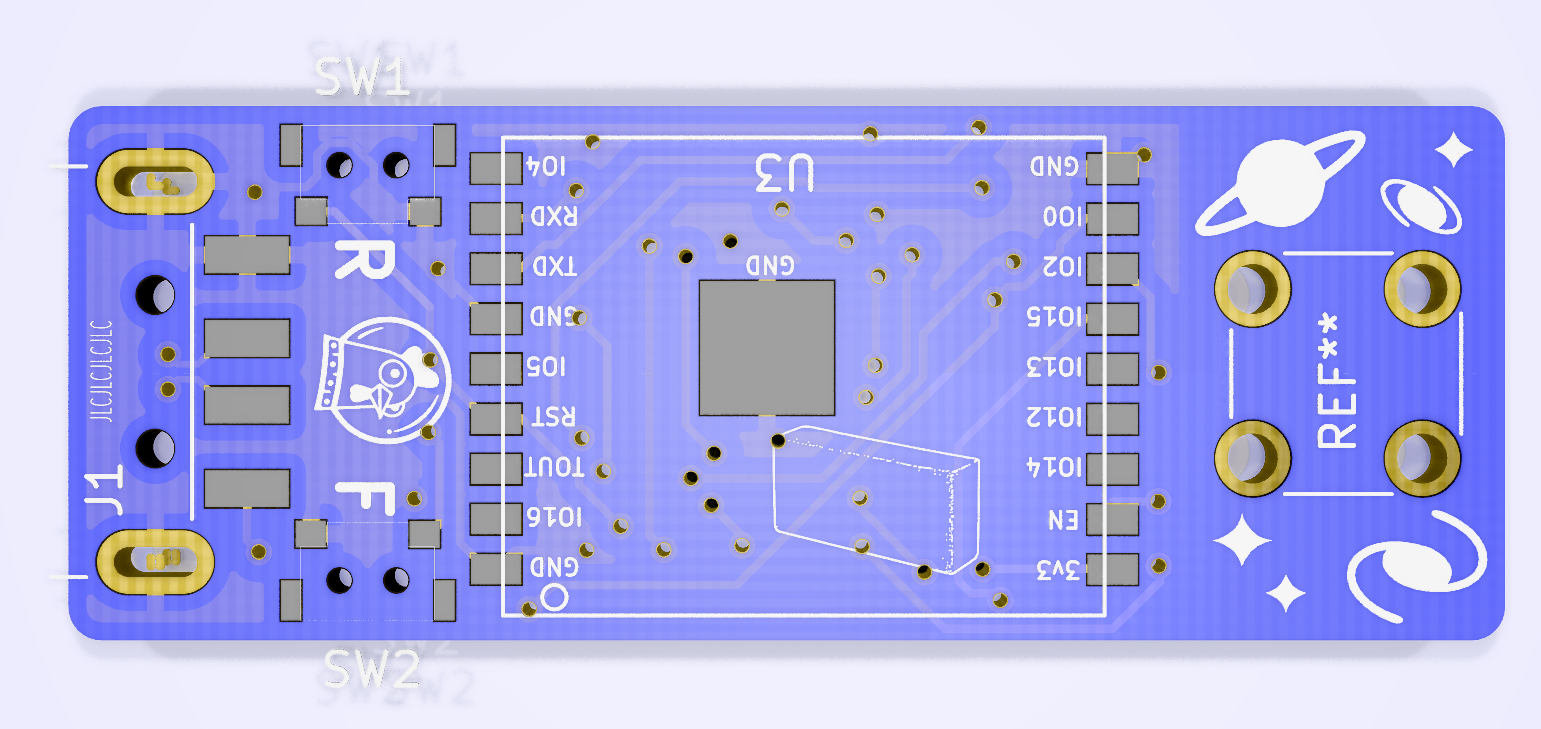 SW1
U3
IO4
RXD
TXD
GND
IO5
RST
TOUT
IO16
GND
GND
GND
IO0
IO2
IO15
IO13
IO12
IO14
EN
3v3
R
F
JLCJLCJLCJLC
J1
REF**
SW2